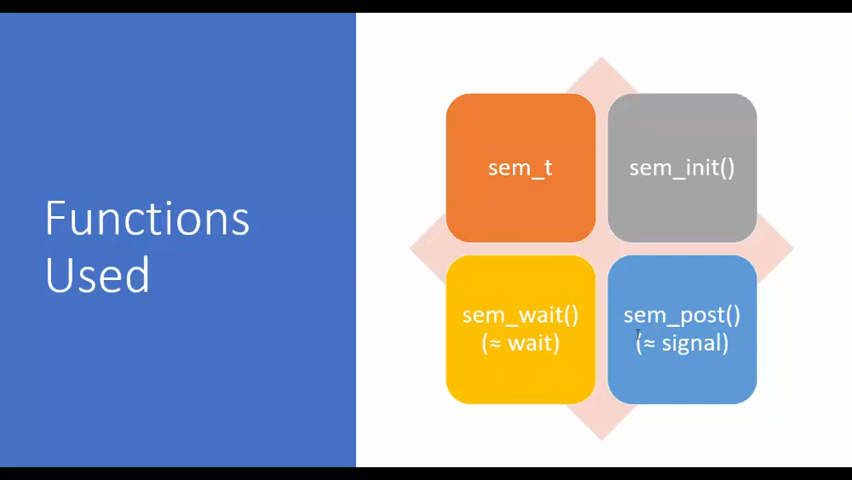 Functions
Used
sem_t
sem_init()
sem_wait()
(≈ wait)
sem_post()
(≈ signal)